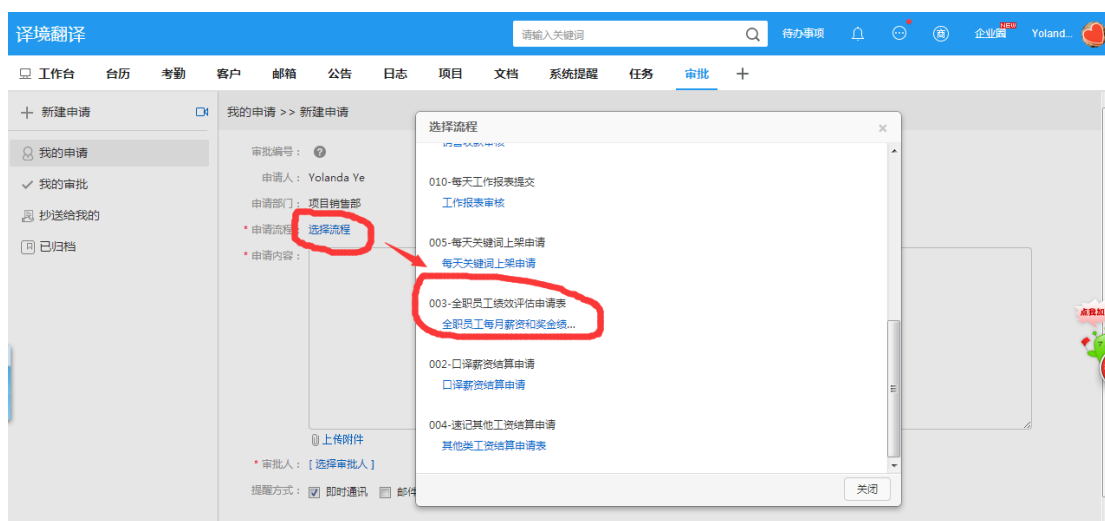 译境翻译
请输入关键词
待办事项
商
企业圆
NEW
Yoland...
工作台 台历 考勤 客户 邮箱 公告 日志 项目 文档 系统提醒 任务 审批
新建申请
我的申请 >> 新建申请
我的申请
我的审批
抄送给我的
已归档
审批编号：
申请人： Yolanda Ye
申请部门： 项目销售部
* 申请流程： 选择流程
* 申请内容：
上传附件
* 审批人： [ 选择审批人 ]
提醒方式： 即时通讯 邮件
选择流程
×
销售收款审核
010-每天工作报表提交
工作报表审核
005-每天关键词上架申请
每天关键词上架申请
003-全职员工绩效评估申请表
全职员工每月薪资和奖金绩...
002-口译薪资结算申请
口译薪资结算申请
004-速记其他工资结算申请
其他类工资结算申请表
关闭
点我加